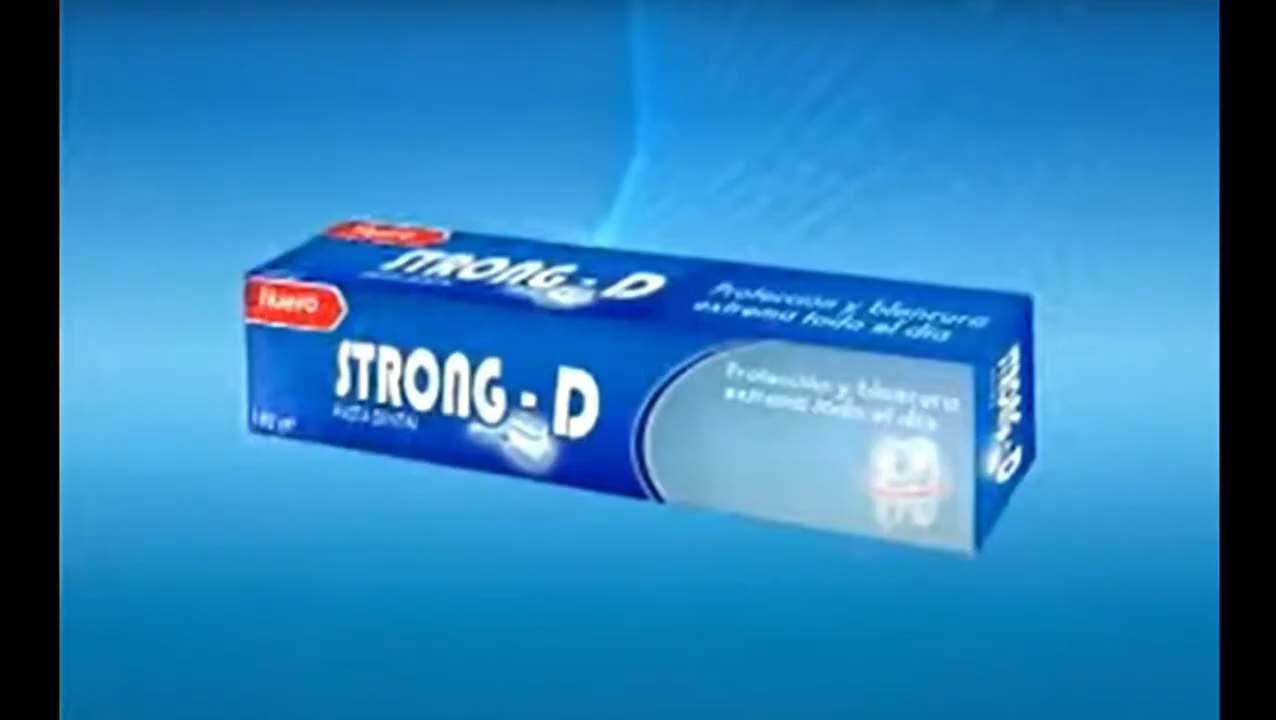 Nuevo
STRONG - D
Protección y blancura
extrema todo el día
Nuevo
STRONG - D
PASTA DENTAL
Protección y blancura
extrema todo el día
STRONG - D